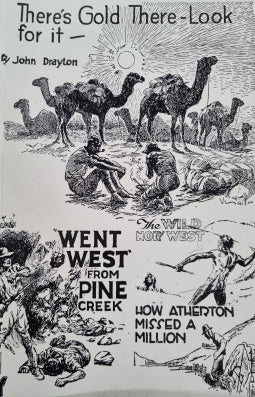 There's Gold There-Look
for it —
By John Drayton
"WENT
WEST"
FROM
PINE
CREEK
The WILD
NOR' WEST
HOW ATHERTON
MISSED A
MILLION